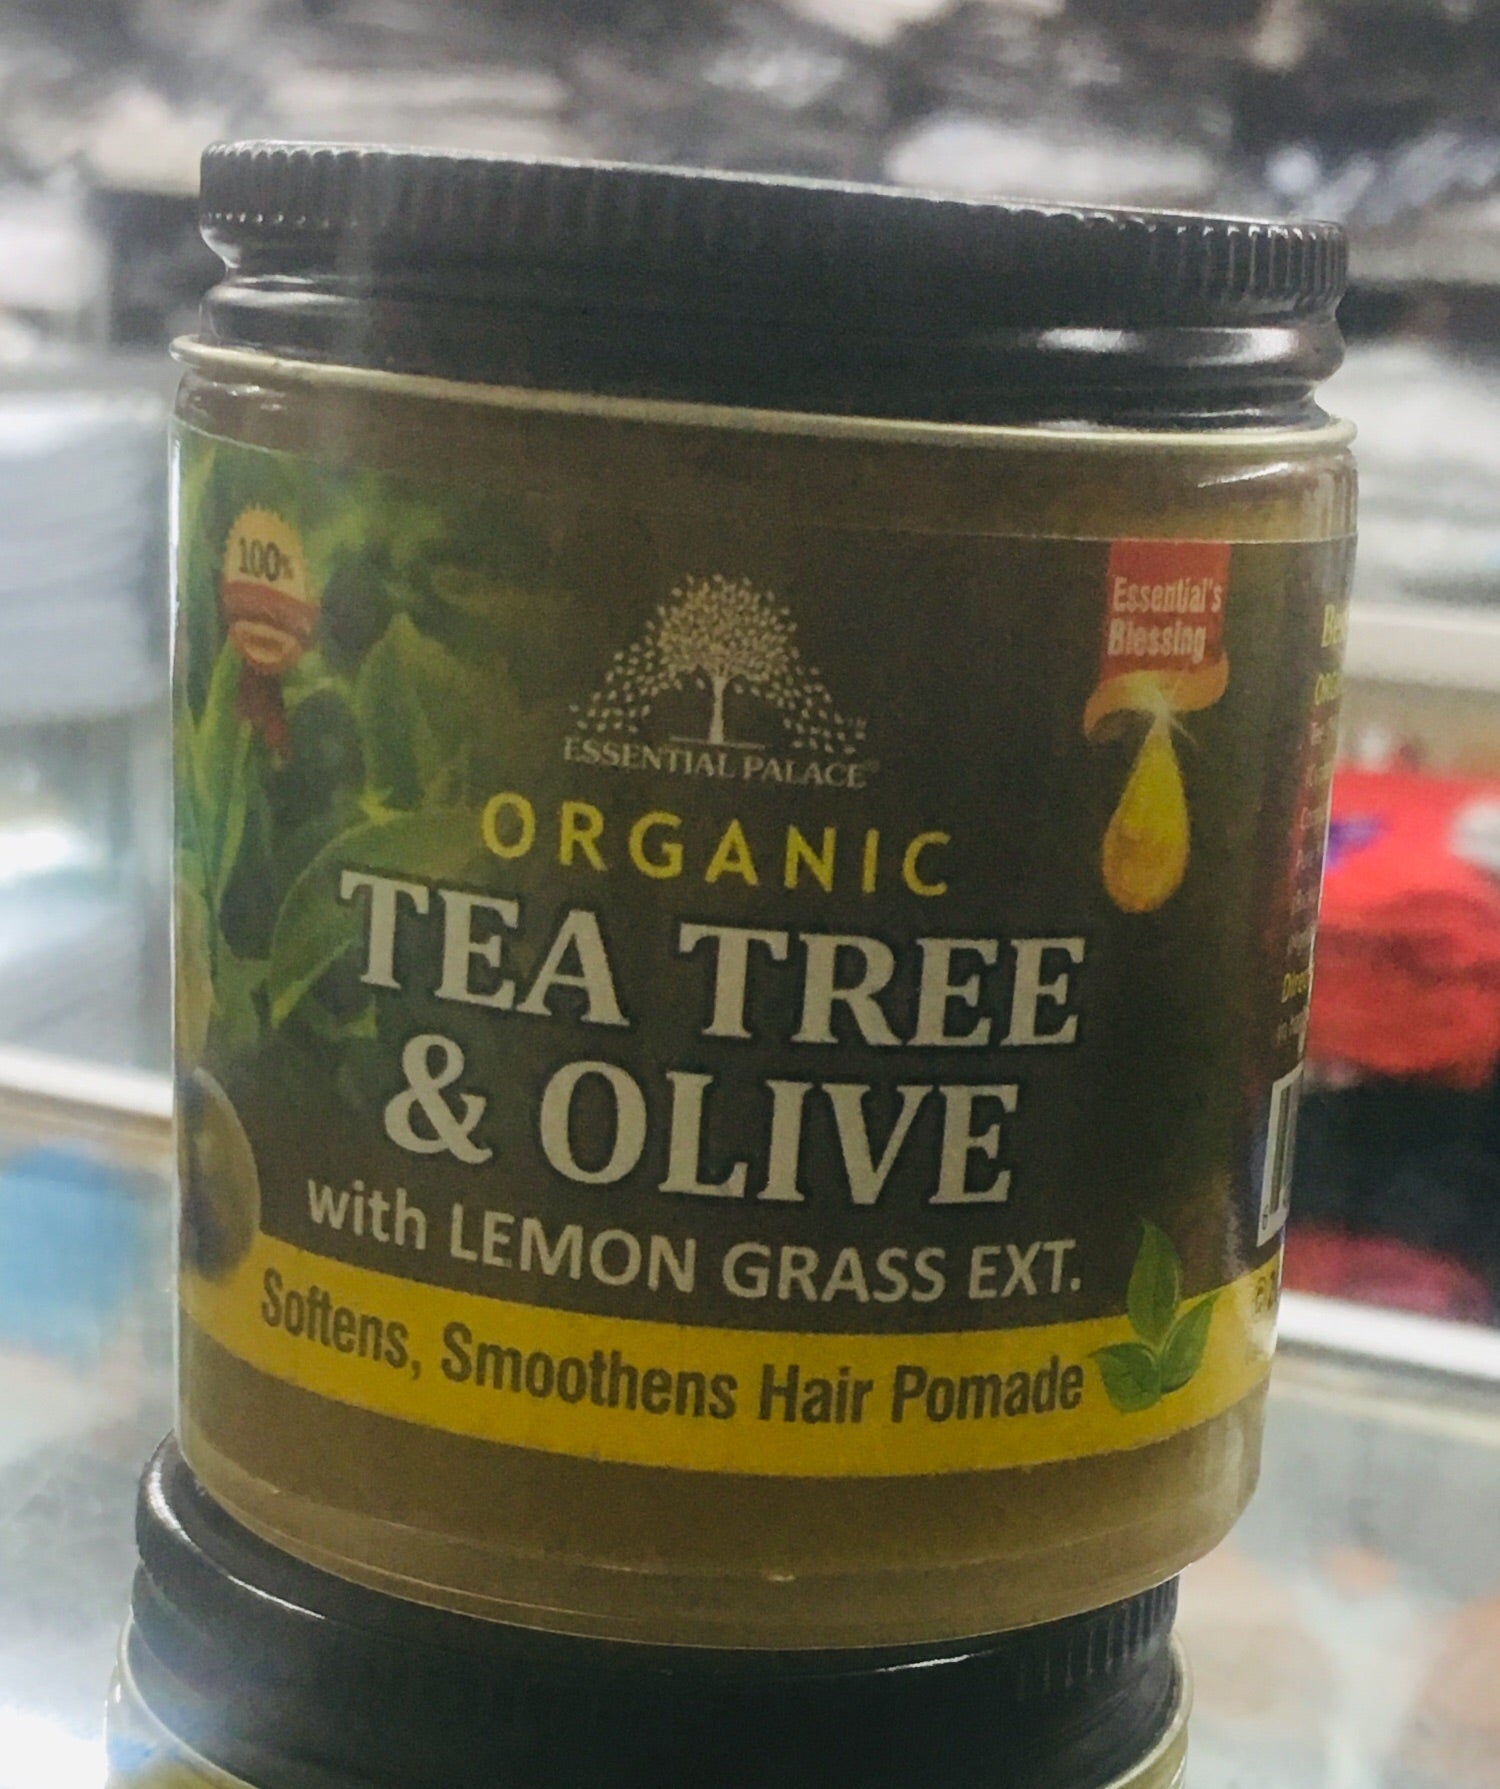 100%
Essential's
Blessing
ESSENTIAL PALACE
ORGANIC
TEA TREE
& OLIVE
with LEMON GRASS EXT.
Softens, Smoothens Hair Pomade